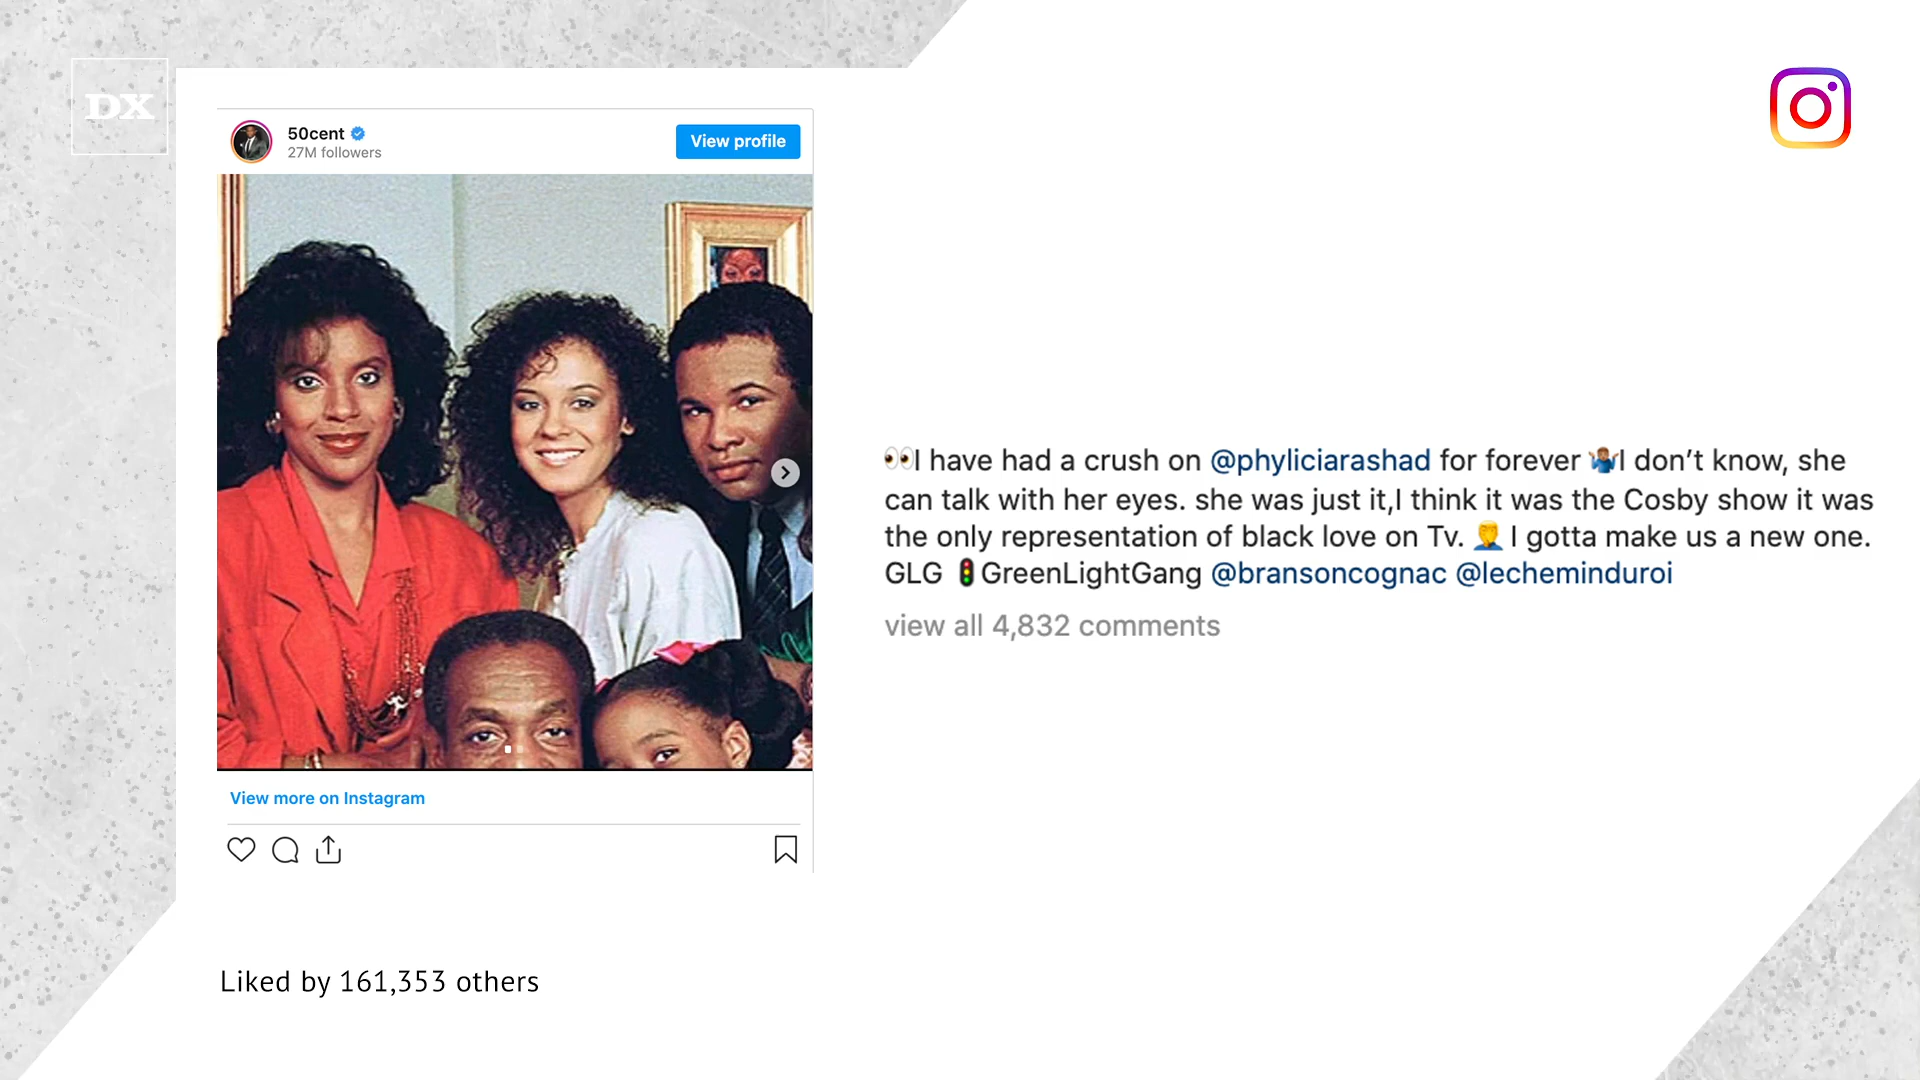 DX
50cent
27M followers
View profile
👀I have had a crush on @phyliciarashad for forever 🤷🏾‍♂️I don’t know, she
can talk with her eyes. she was just it,I think it was the Cosby show it was
the only representation of black love on Tv. 🤦‍♂️ I gotta make us a new one.
GLG 🚦GreenLightGang @bransoncognac @lecheminduroi
view all 4,832 comments
View more on Instagram
Liked by 161,353 others